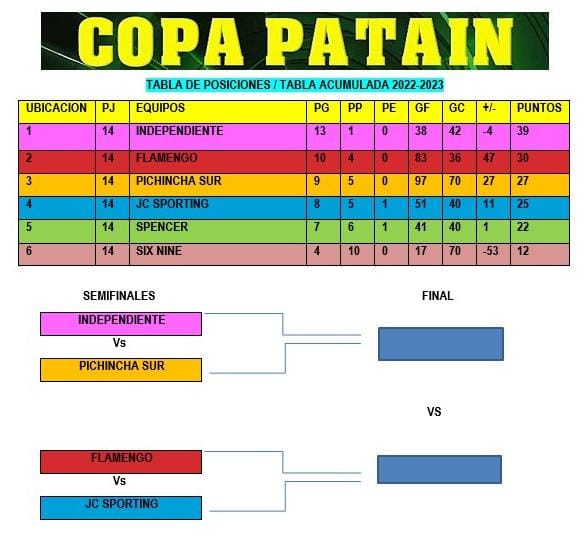 COPA PATAIN
TABLA DE POSICIONES / TABLA ACUMULADA 2022-2023
UBICACION PJ EQUIPOS PG PP PE GF GC +/- PUNTOS
1 14 INDEPENDIENTE 13 1 0 38 42 -4 39
2 14 FLAMENGO 10 4 0 83 36 47 30
3 14 PICHINCHA SUR 9 5 0 97 70 27 27
4 14 JC SPORTING 8 5 1 51 40 11 25
5 14 SPENCER 7 6 1 41 40 1 22
6 14 SIX NINE 4 10 0 17 70 -53 12
SEMIFINALES FINAL
INDEPENDIENTE
Vs
PICHINCHA SUR
VS
FLAMENGO
Vs
JC SPORTING